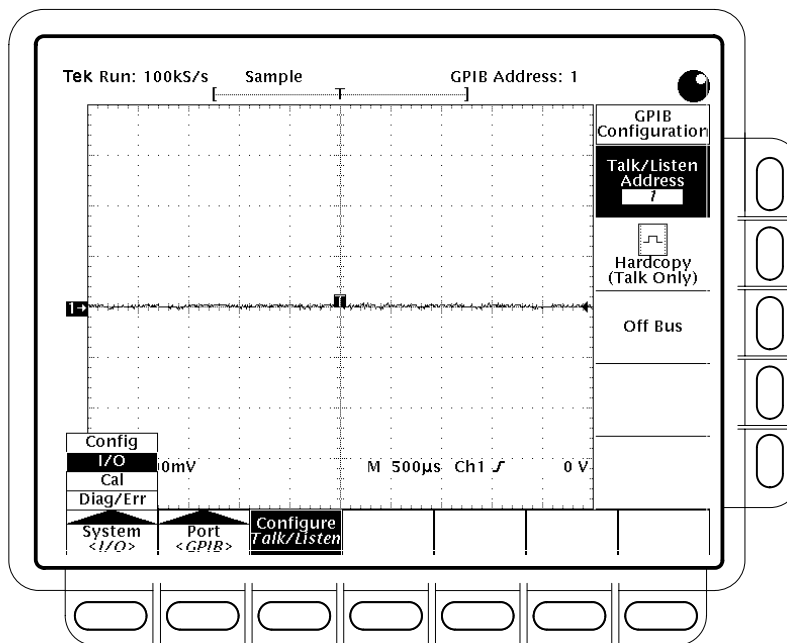 Tek Run: 100kS/s Sample GPIB Address: 1
[ T ]
GPIB
Configuration
Talk/Listen
Address
1
Hardcopy
(Talk Only)
Off Bus
T
1→
Config
I/O
Cal
Diag/Err
0mV M 500µs Ch1 0 V
System
<I/O>
Port
<GPIB>
Configure
Talk/Listen